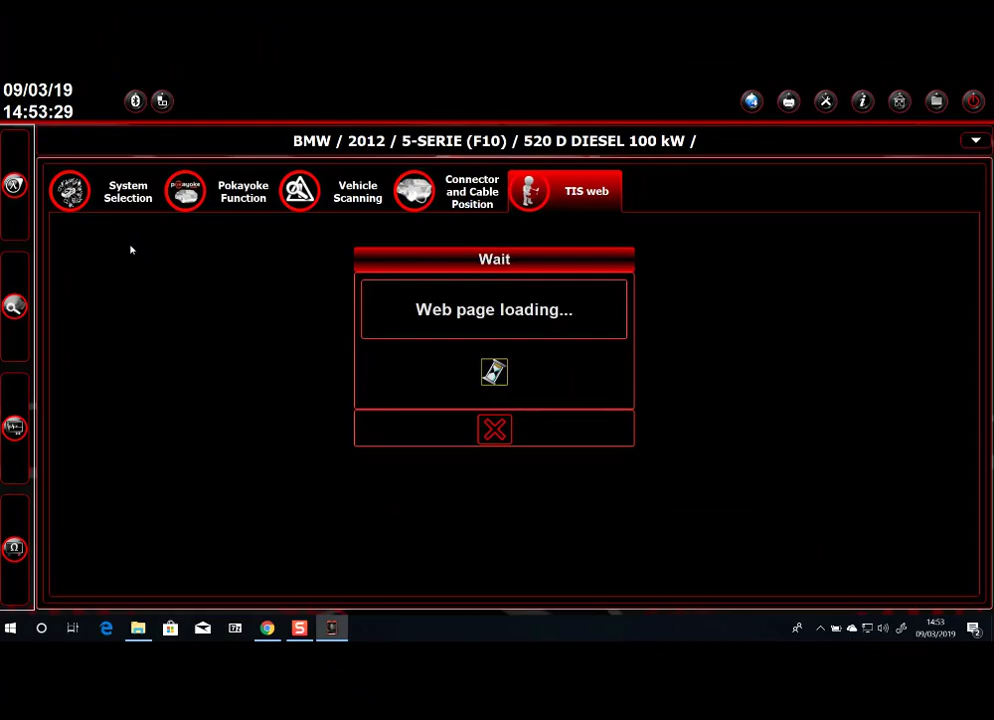 09/03/19
14:53:29
BMW / 2012 / 5-SERIE (F10) / 520 D DIESEL 100 kW /
System
Selection
Pokayoke
Function
Vehicle
Scanning
Connector
and Cable
Position
TIS web
Wait
Web page loading...
14:53
09/03/2019